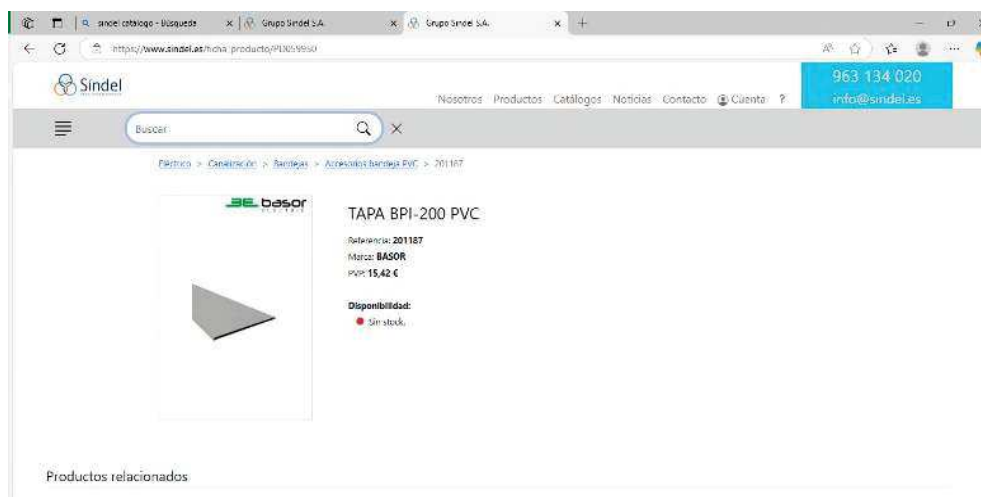 sindel catalogo - Búsqueda
Grupo Sindel S.A.
Grupo Sindel S.A.
https://www.sindel.es/ficha_producto/
Sindel
963 134 020
info@sindel.es
Nosotros Productos Catálogos Noticias Contacto Cuenta ?
Buscar
Eléctrico > Canalización > Bandejas > Accesorios bandeja PVC > 201187
basor
ELECTRIC
TAPA BPI-200 PVC
Referencia: 201187
Marca: BASOR
PVP: 15,42 €
Disponibilidad:
Sin stock.
Productos relacionados